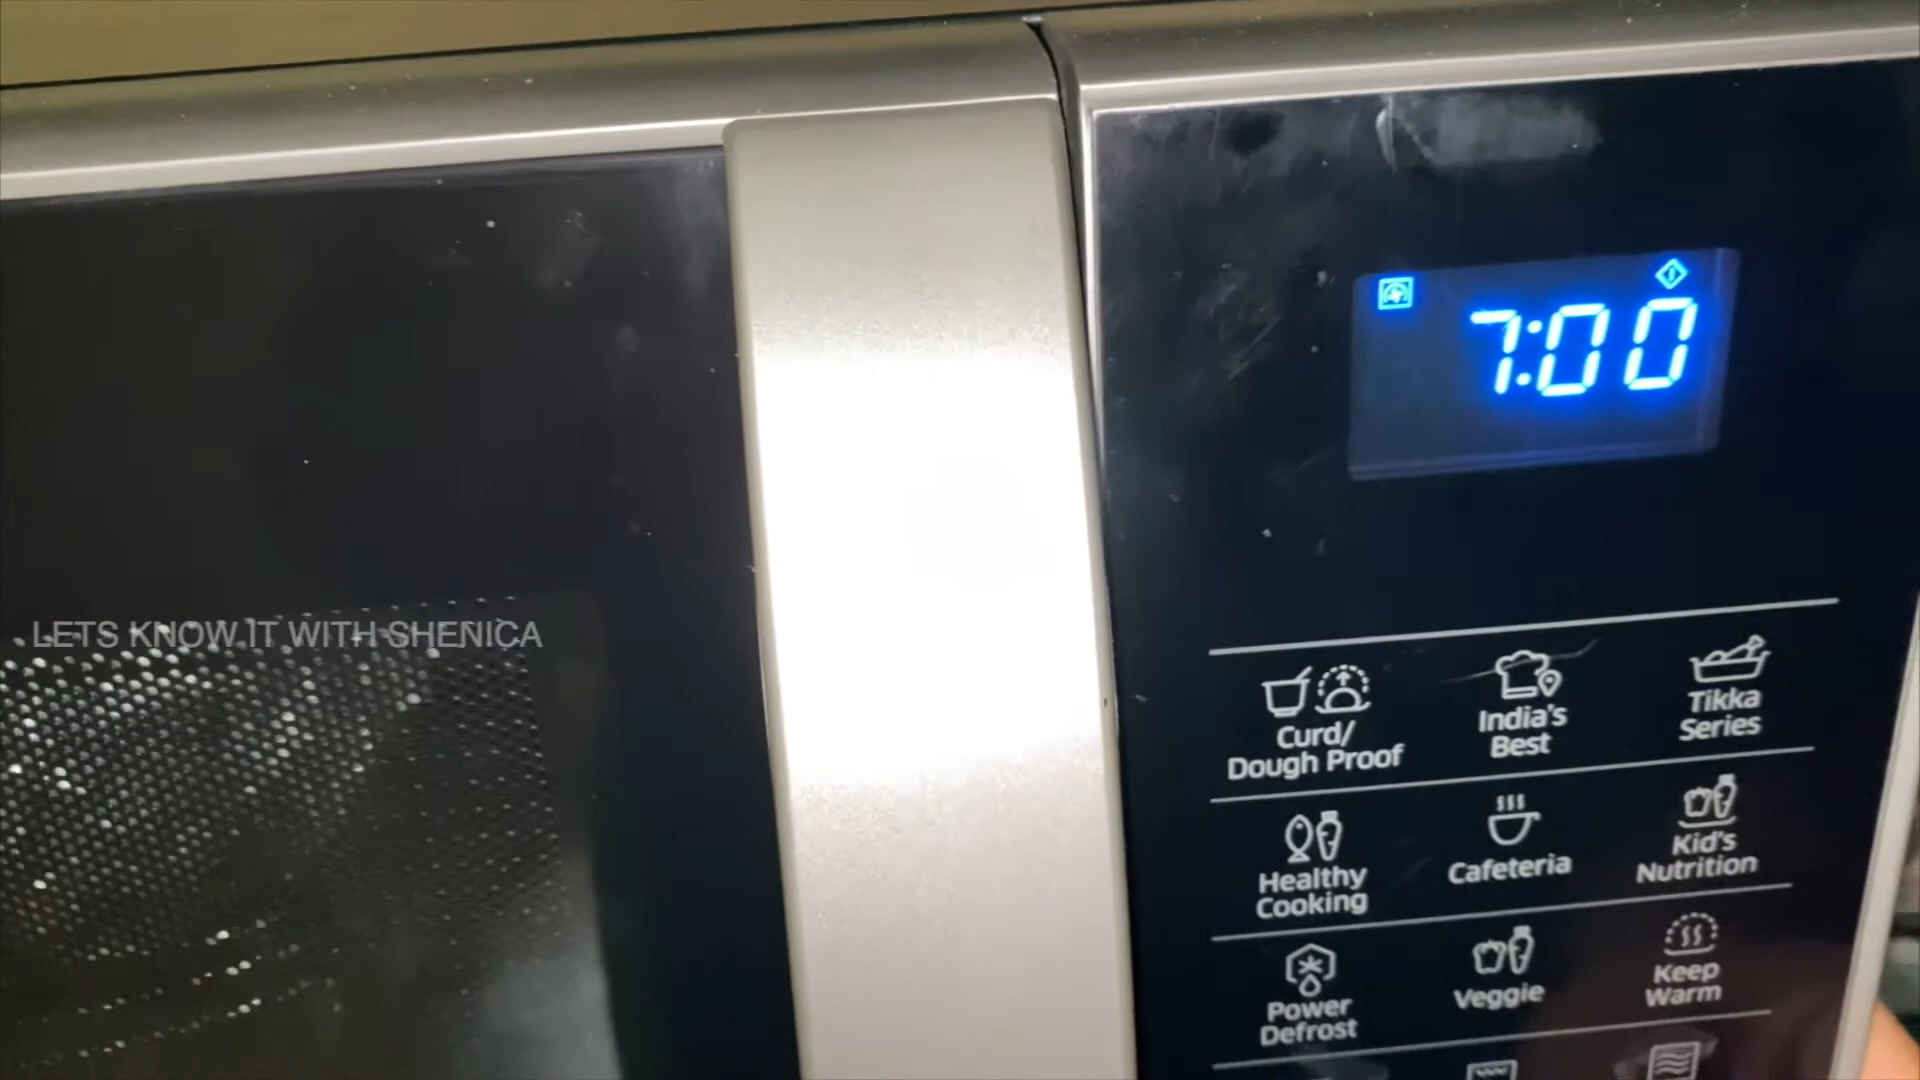 7:00
LETS KNOW IT WITH SHENICA
Curd/
Dough Proof
India's
Best
Tikka
Series
Healthy
Cooking
Cafeteria
Kid's
Nutrition
Power
Defrost
Veggie
Keep
Warm